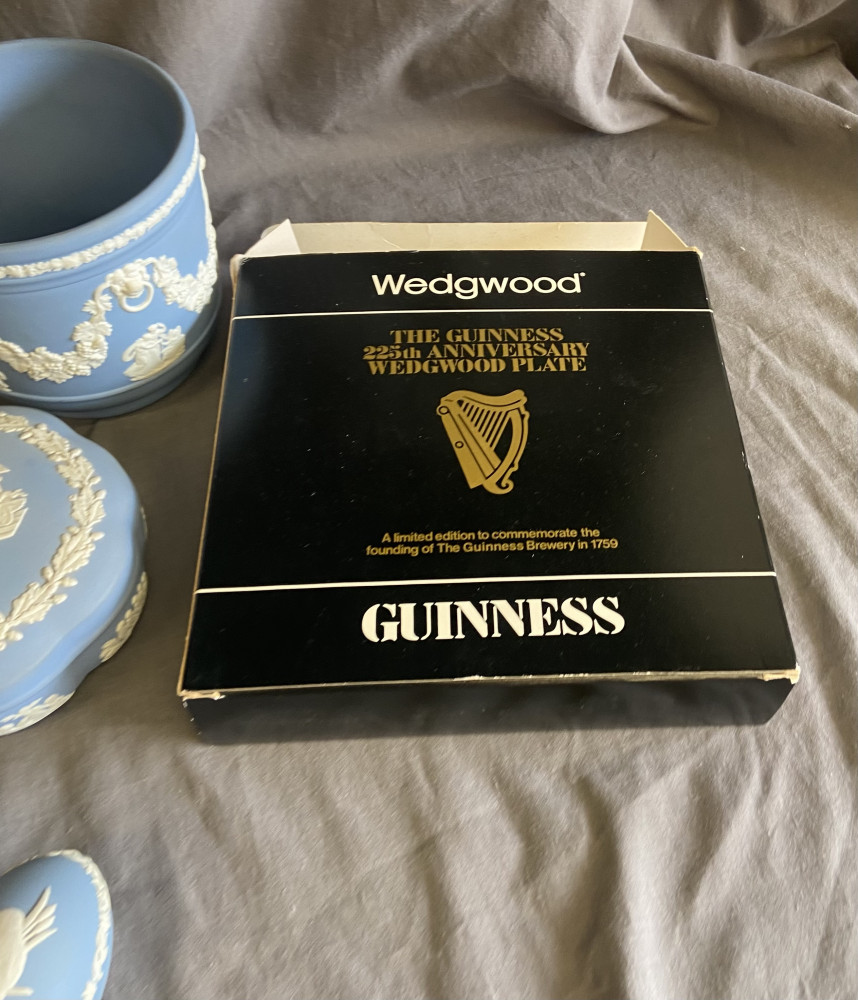 Wedgwood®
THE GUINNESS
225th ANNIVERSARY
WEDGWOOD PLATE
A limited edition to commemorate the
founding of The Guinness Brewery in 1759
GUINNESS